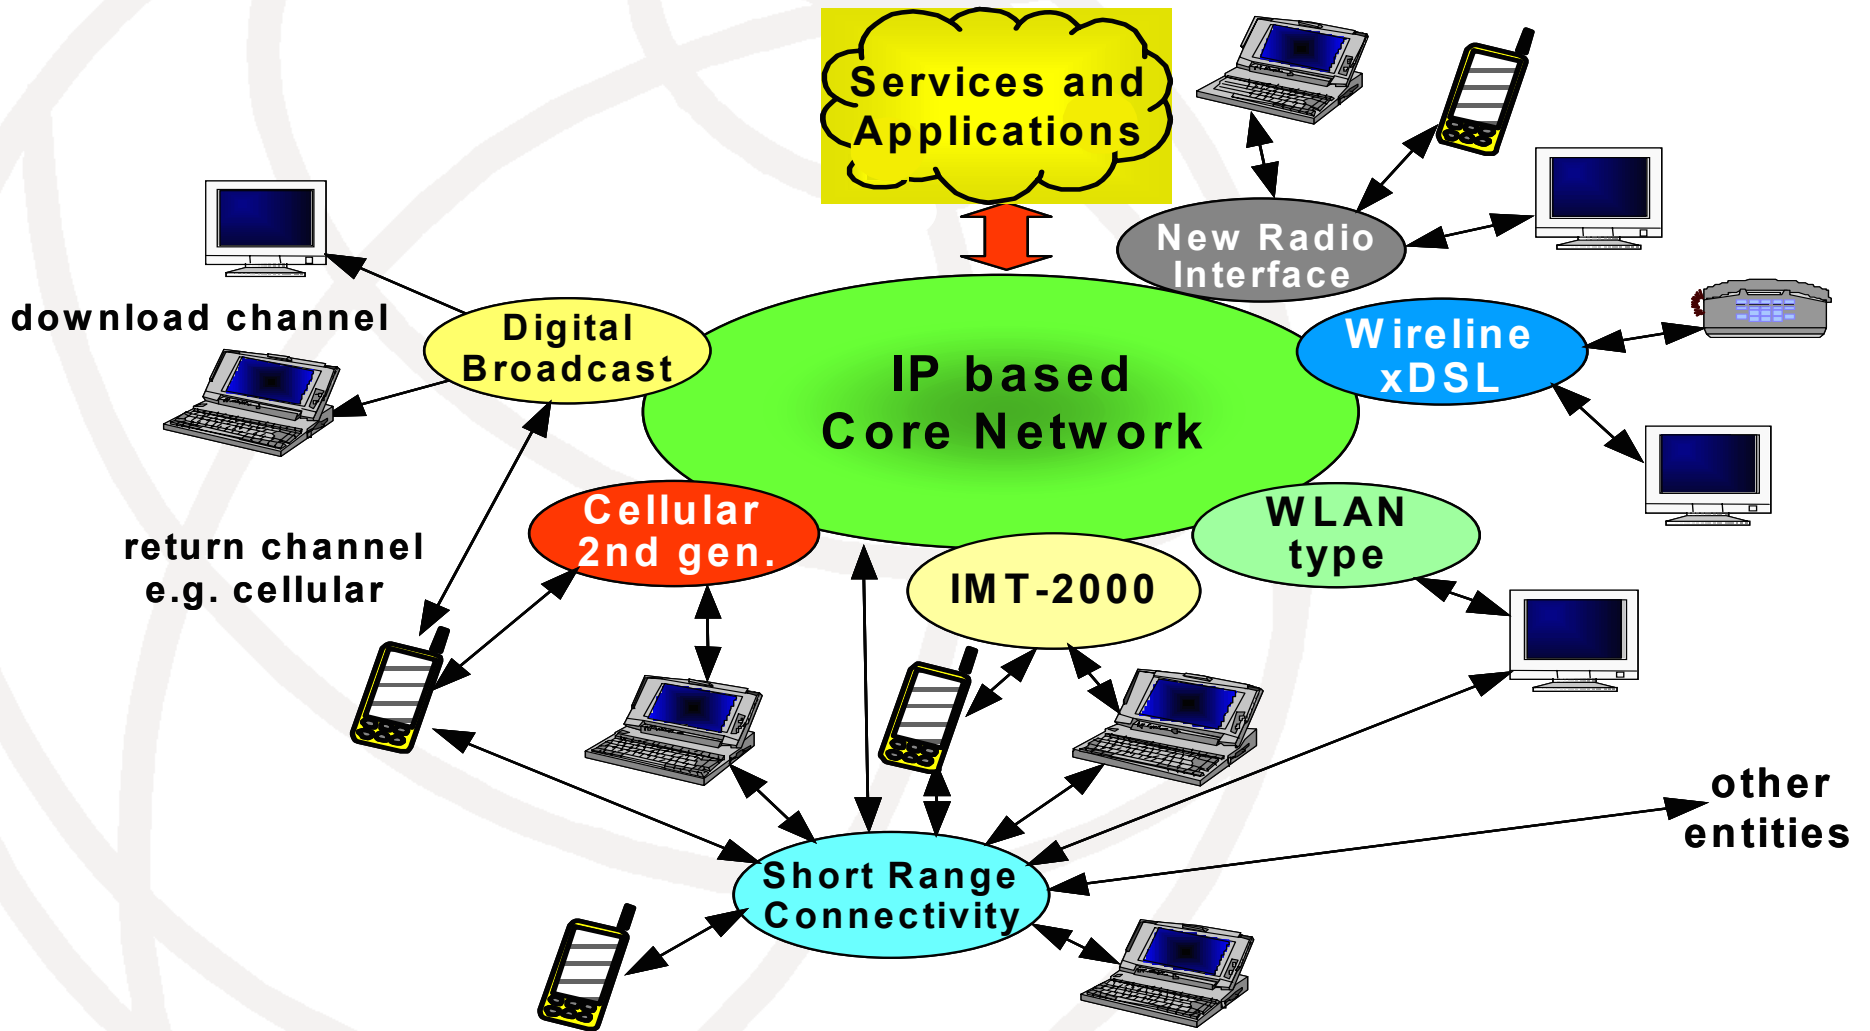 Services and
Applications
New Radio
Interface
download channel
Digital
Broadcast
IP based
Core Network
Wireline
xDSL
Cellular
2nd gen.
WLAN
type
return channel
e.g. cellular
IMT-2000
other
entities
Short Range
Connectivity